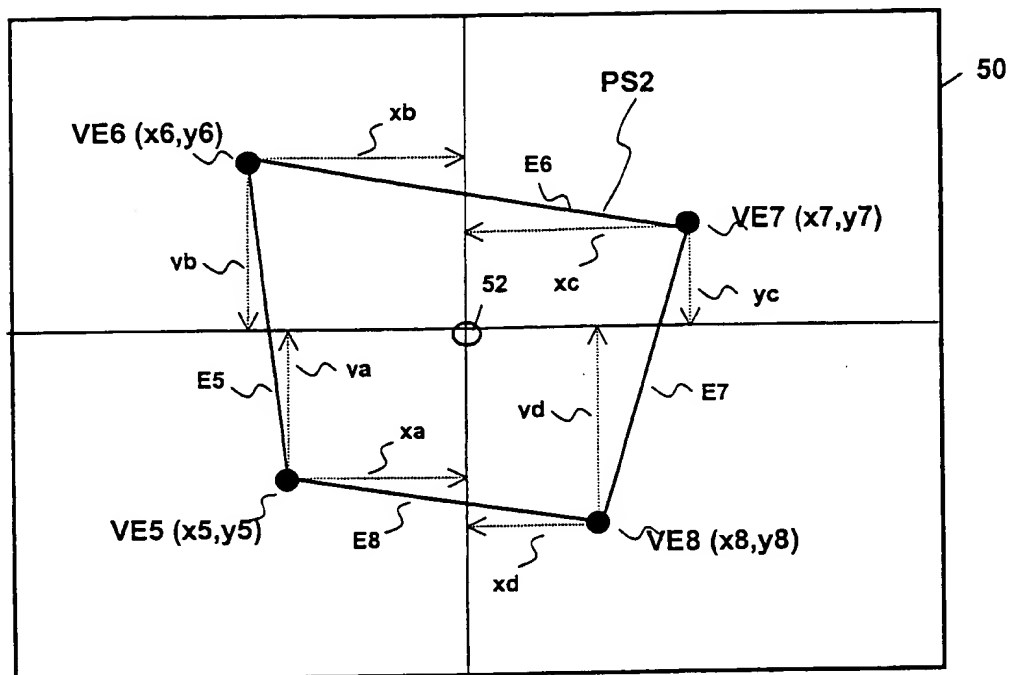 50
PS2
xb
VE6 (x6,y6)
E6
VE7 (x7,y7)
yb
xc
52
yc
E5
ya
E7
yd
xa
VE5 (x5,y5)
E8
VE8 (x8,y8)
xd